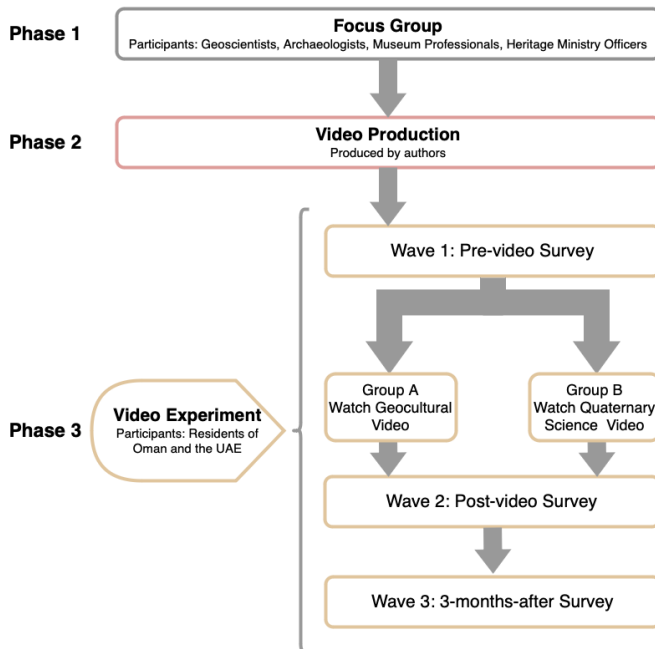 Phase 1
Focus Group
Participants: Geoscientists, Archaeologists, Museum Professionals, Heritage Ministry Officers
Phase 2
Video Production
Produced by authors
Wave 1: Pre-video Survey
Group A
Watch Geocultural
Video
Group B
Watch Quaternary
Science Video
Phase 3
Video Experiment
Participants: Residents of
Oman and the UAE
Wave 2: Post-video Survey
Wave 3: 3-months-after Survey